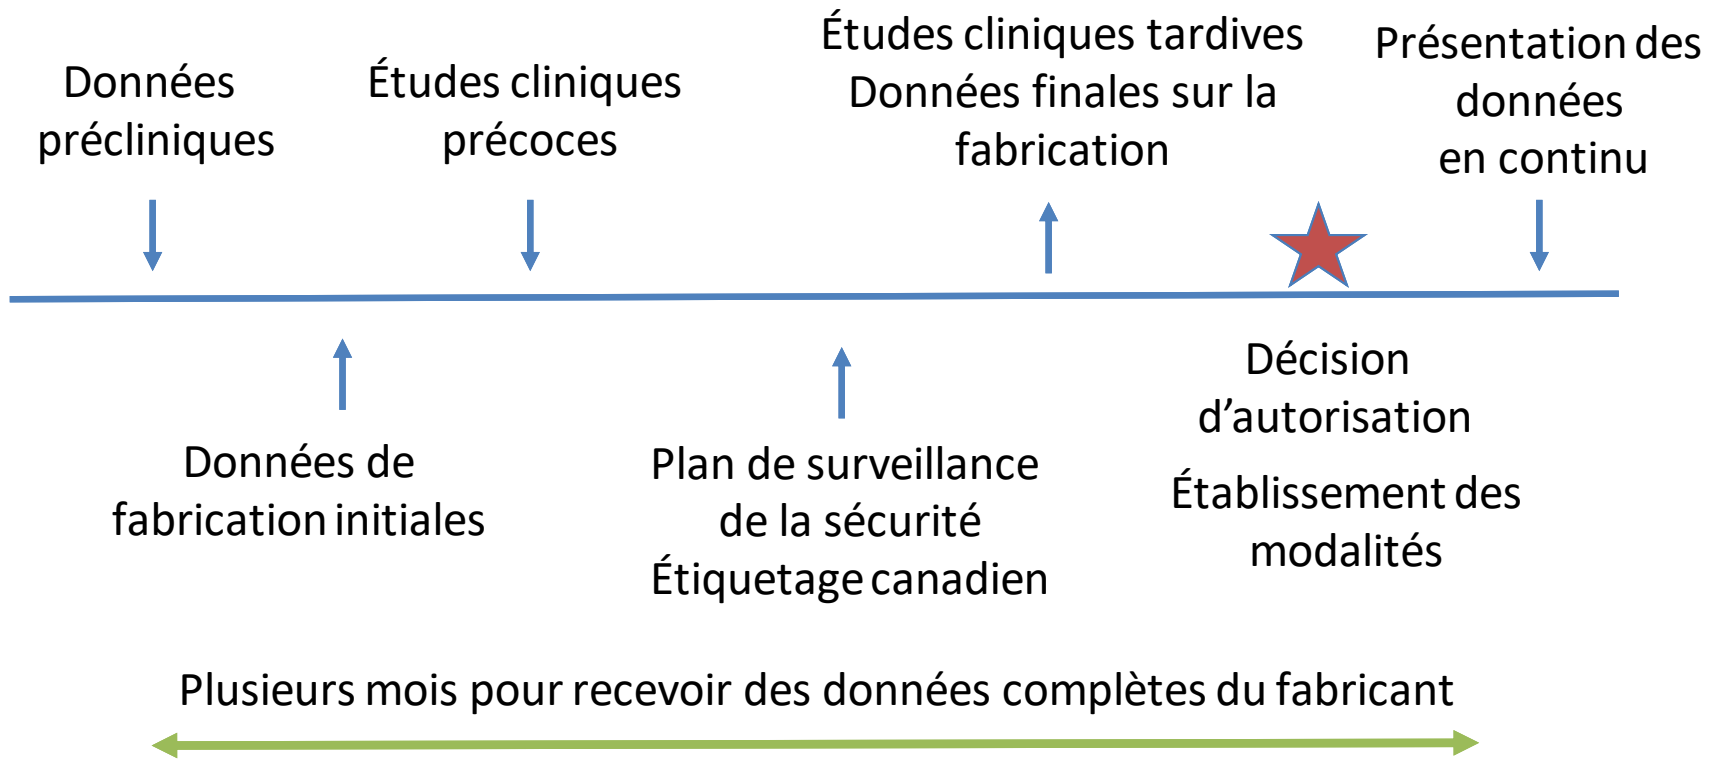 Données
précliniques
Études cliniques
précoces
Études cliniques tardives
Données finales sur la
fabrication
Présentation des
données
en continu
Données de
fabrication initiales
Plan de surveillance
de la sécurité
Étiquetage canadien
Décision
d’autorisation
Établissement des
modalités
Plusieurs mois pour recevoir des données complètes du fabricant